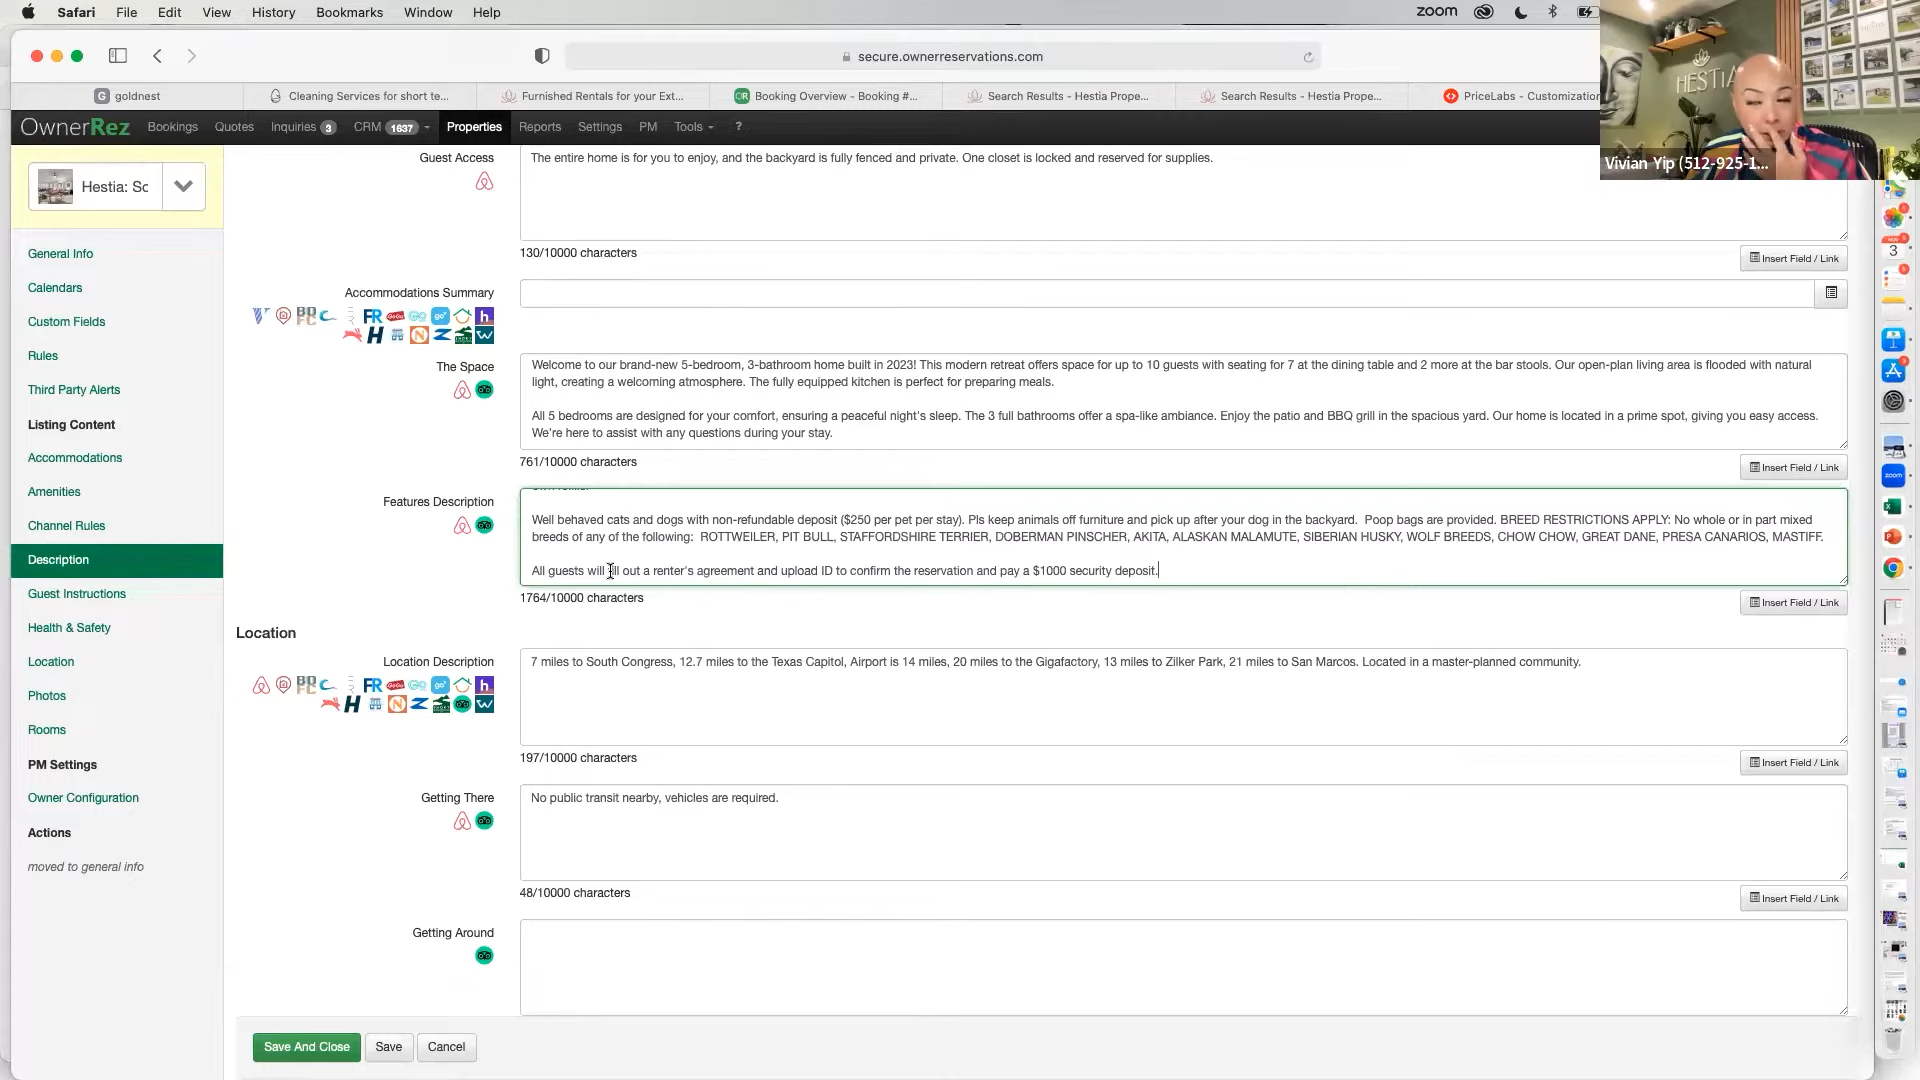 Safari File Edit View History Bookmarks Window Help
zoom
secure.ownerreservations.com
G goldnest
Cleaning Services for short te...
Furnished Rentals for your Ext...
OR Booking Overview - Booking #...
Search Results - Hestia Prope...
Search Results - Hestia Prope...
PriceLabs - Customization
HESTIA
Vivian Yip (512-925-1...
OwnerRez Bookings Quotes Inquiries 3 CRM 1637 Properties Reports Settings PM Tools ?
Hestia: Sc
General Info
Calendars
Custom Fields
Rules
Third Party Alerts
Listing Content
Accommodations
Amenities
Channel Rules
Description
Guest Instructions
Health & Safety
Location
Photos
Rooms
PM Settings
Owner Configuration
Actions
moved to general info
Guest Access
The entire home is for you to enjoy, and the backyard is fully fenced and private. One closet is locked and reserved for supplies.
130/10000 characters
Insert Field / Link
Accommodations Summary
The Space
Welcome to our brand-new 5-bedroom, 3-bathroom home built in 2023! This modern retreat offers space for up to 10 guests with seating for 7 at the dining table and 2 more at the bar stools. Our open-plan living area is flooded with natural
light, creating a welcoming atmosphere. The fully equipped kitchen is perfect for preparing meals.
All 5 bedrooms are designed for your comfort, ensuring a peaceful night's sleep. The 3 full bathrooms offer a spa-like ambiance. Enjoy the patio and BBQ grill in the spacious yard. Our home is located in a prime spot, giving you easy access.
We're here to assist with any questions during your stay.
761/10000 characters
Insert Field / Link
Features Description
Well behaved cats and dogs with non-refundable deposit ($250 per pet per stay). Pls keep animals off furniture and pick up after your dog in the backyard. Poop bags are provided. BREED RESTRICTIONS APPLY: No whole or in part mixed
breeds of any of the following: ROTTWEILER, PIT BULL, STAFFORDSHIRE TERRIER, DOBERMAN PINSCHER, AKITA, ALASKAN MALAMUTE, SIBERIAN HUSKY, WOLF BREEDS, CHOW CHOW, GREAT DANE, PRESA CANARIOS, MASTIFF.
All guests will fill out a renter's agreement and upload ID to confirm the reservation and pay a $1000 security deposit.
1764/10000 characters
Insert Field / Link
Location
Location Description
7 miles to South Congress, 12.7 miles to the Texas Capitol, Airport is 14 miles, 20 miles to the Gigafactory, 13 miles to Zilker Park, 21 miles to San Marcos. Located in a master-planned community.
197/10000 characters
Insert Field / Link
Getting There
No public transit nearby, vehicles are required.
48/10000 characters
Insert Field / Link
Getting Around
Save And Close
Save
Cancel